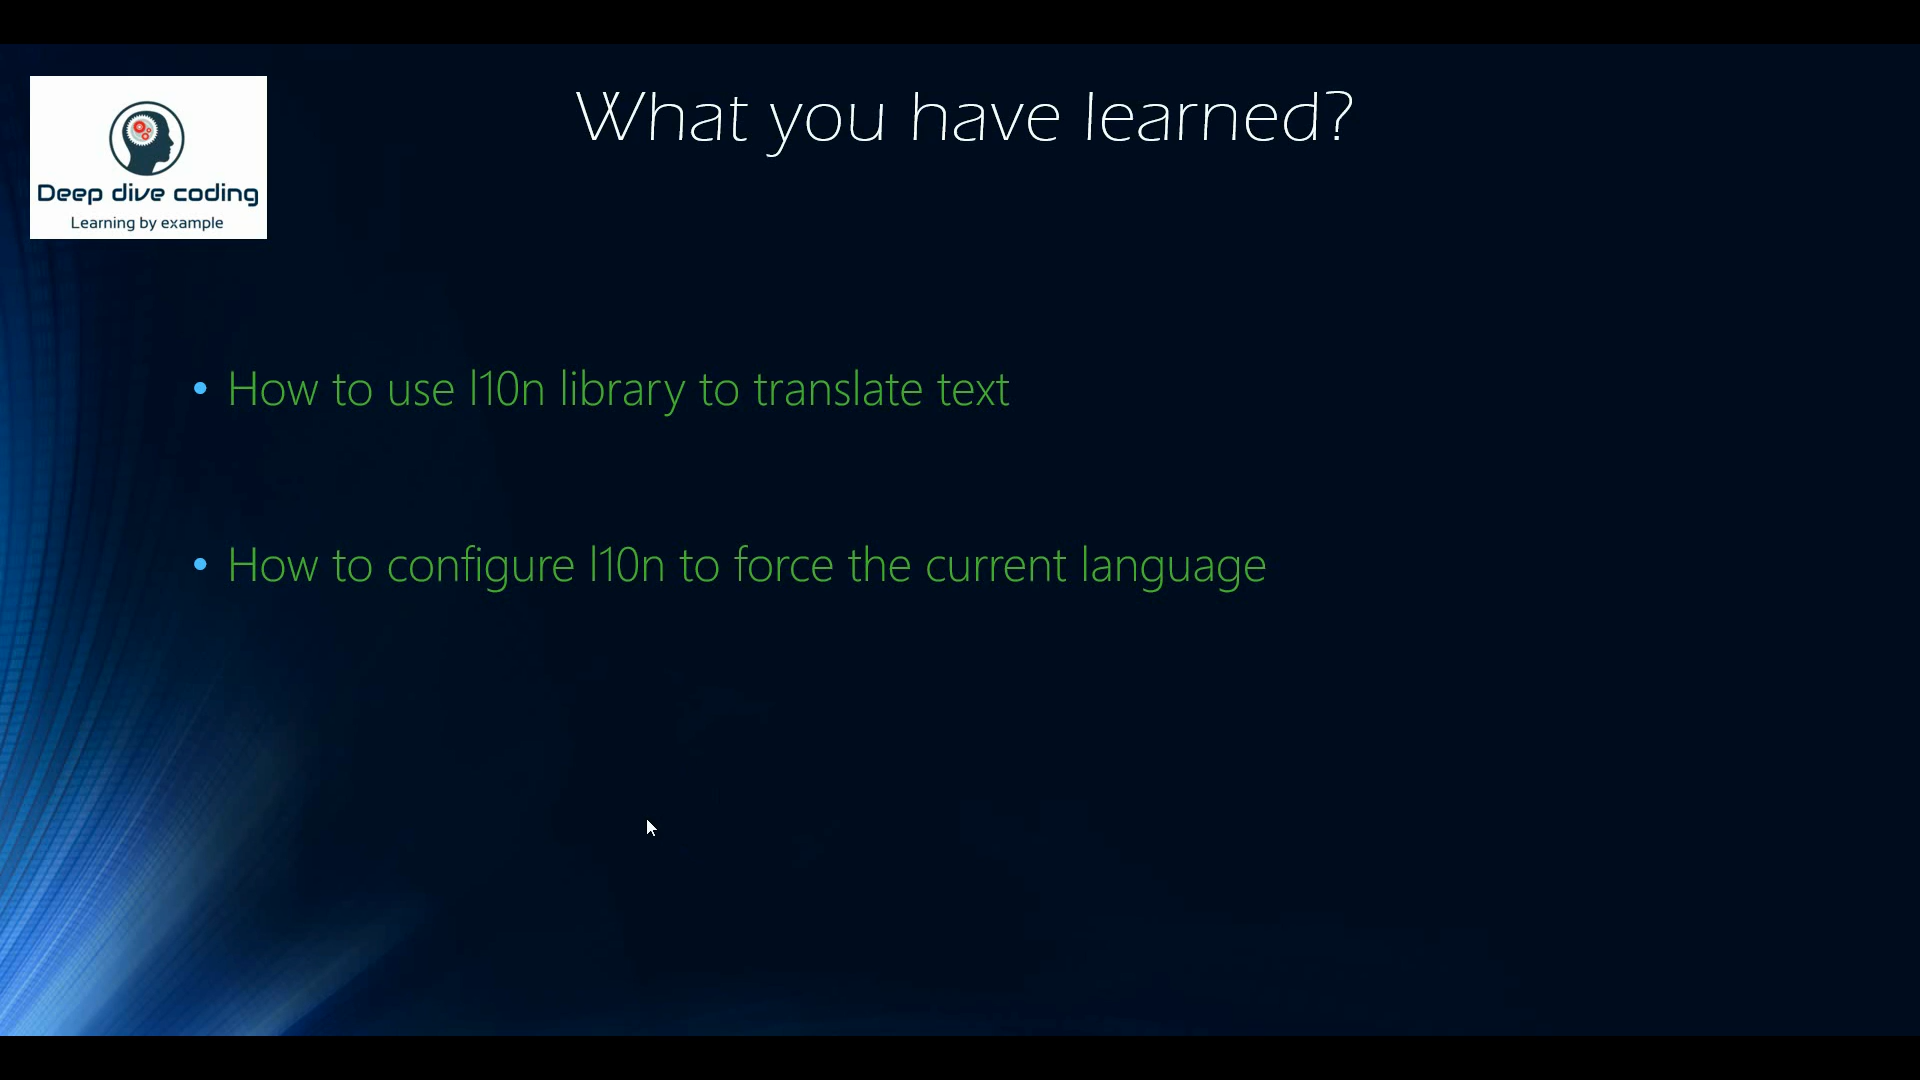 What you have learned?
Deep dive coding
Learning by example
• How to use l10n library to translate text
• How to configure l10n to force the current language